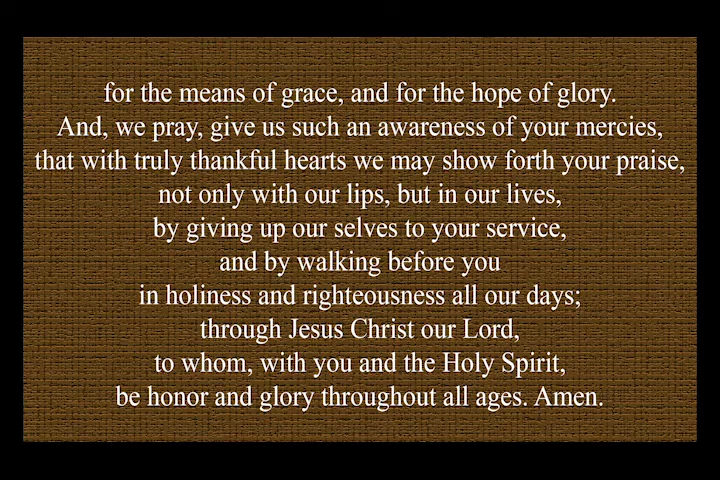 for the means of grace, and for the hope of glory.
And, we pray, give us such an awareness of your mercies,
that with truly thankful hearts we may show forth your praise,
not only with our lips, but in our lives,
by giving up our selves to your service,
and by walking before you
in holiness and righteousness all our days;
through Jesus Christ our Lord,
to whom, with you and the Holy Spirit,
be honor and glory throughout all ages. Amen.